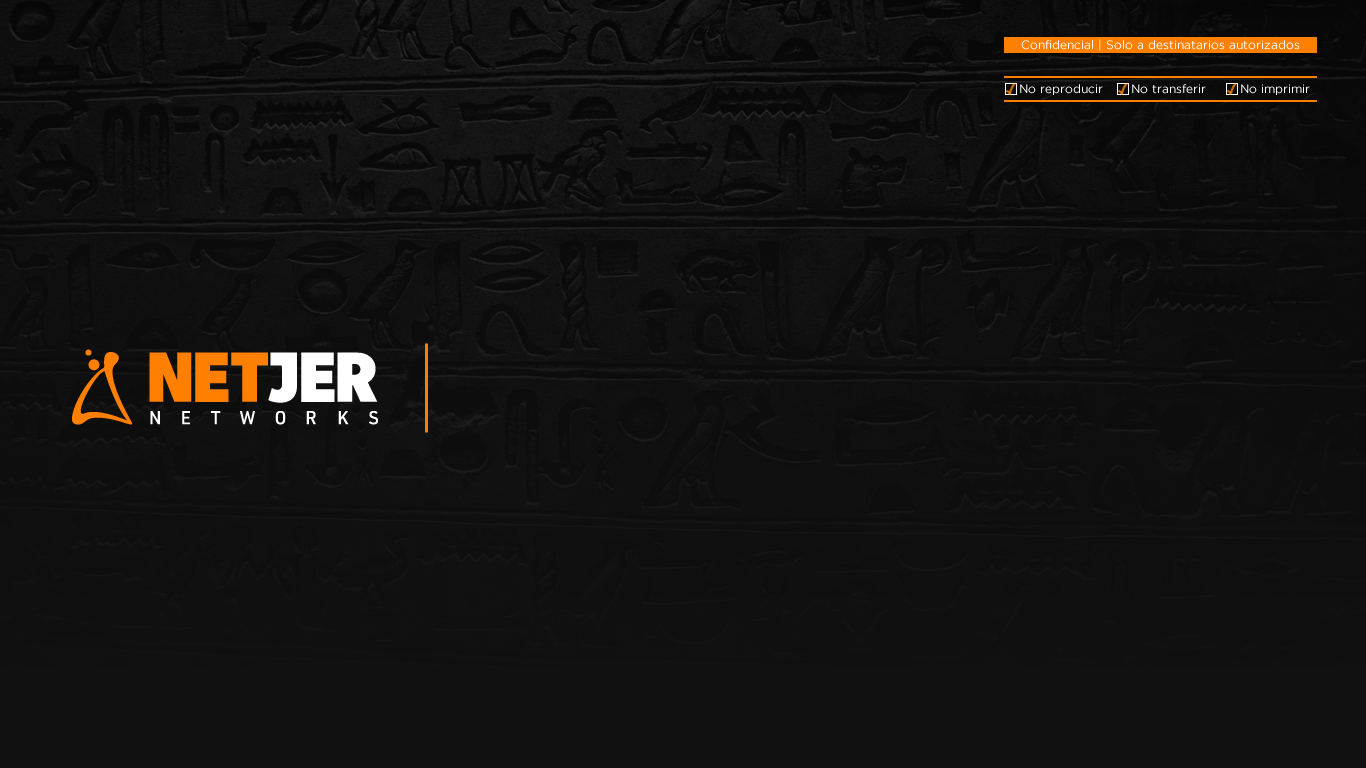 Confidencial | Solo a destinatarios autorizados
No reproducir No transferir No imprimir
NETJER
NETWORKS